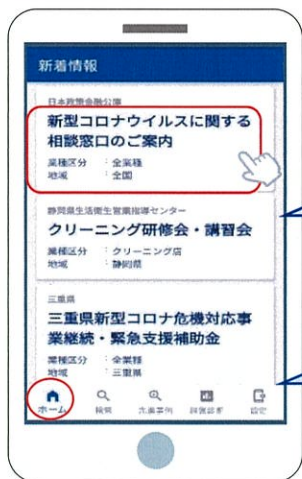 新着情報
日本政策金融公庫
新型コロナウイルスに関する
相談窓口のご案内
業種区分 : 全業種
地域 : 全国
静岡県生活衛生営業指導センター
クリーニング研修会・講習会
業種区分 : クリーニング店
地域 : 静岡県
三重県
三重県新型コロナ危機対応事
業継続・緊急支援補助金
業種区分 : 全業種
地域 : 三重県
ホーム
検索
設定